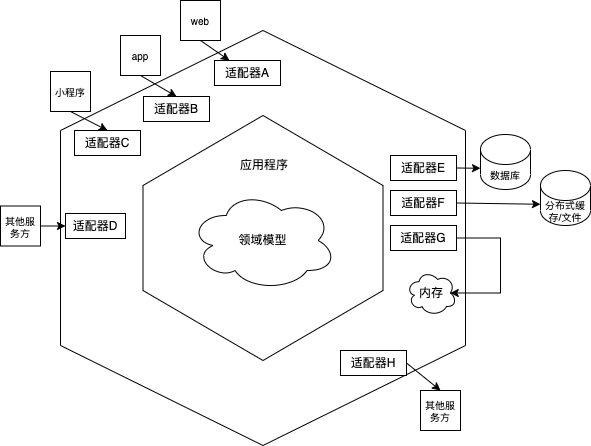 web
app
小程序
适配器A
适配器B
适配器C
应用程序
适配器E
数据库
适配器F
分布式缓
存/文件
其他服
务方
适配器D
领域模型
适配器G
内存
适配器H
其他服
务方